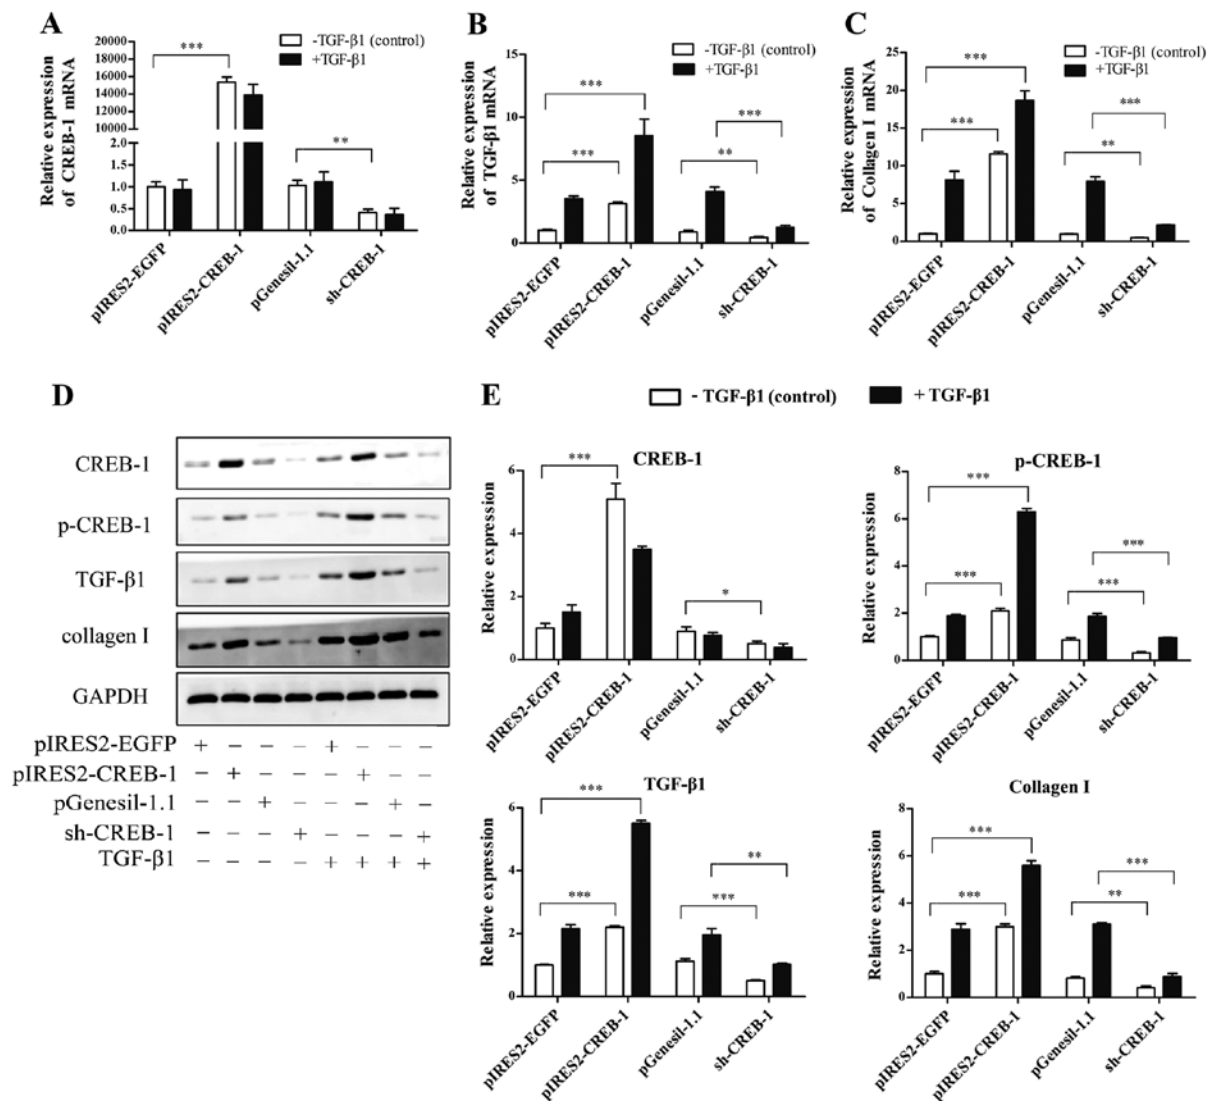 A
Relative expression
of CREB-1 mRNA
20000
18000
16000
14000
12000
10000
2.0
1.5
1.0
0.5
0.0
-TGF-β1 (control)
+TGF-β1
***
**
pIRES2-EGFP
pIRES2-CREB-1
pGenesil-1.1
sh-CREB-1
B
Relative expression
of TGF-β1 mRNA
15
10
5
0
-TGF-β1 (control)
+TGF-β1
***
***
***
**
pIRES2-EGFP
pIRES2-CREB-1
pGenesil-1.1
sh-CREB-1
C
Relative expression
of Collagen I mRNA
25
20
15
10
5
0
-TGF-β1 (control)
+TGF-β1
***
***
***
**
pIRES2-EGFP
pIRES2-CREB-1
pGenesil-1.1
sh-CREB-1
D
CREB-1
p-CREB-1
TGF-β1
collagen I
GAPDH
pIRES2-EGFP + − − − + − − −
pIRES2-CREB-1 − + − − − + − −
pGenesil-1.1 − − + − − − + −
sh-CREB-1 − − − + − − − +
TGF-β1 − − − − + + + +
E
- TGF-β1 (control)
+ TGF-β1
CREB-1
Relative expression
6
4
2
0
***
*
pIRES2-EGFP
pIRES2-CREB-1
pGenesil-1.1
sh-CREB-1
p-CREB-1
Relative expression
8
6
4
2
0
***
***
***
***
pIRES2-EGFP
pIRES2-CREB-1
pGenesil-1.1
sh-CREB-1
TGF-β1
Relative expression
6
4
2
0
***
**
***
***
pIRES2-EGFP
pIRES2-CREB-1
pGenesil-1.1
sh-CREB-1
Collagen I
Relative expression
8
6
4
2
0
***
***
***
**
pIRES2-EGFP
pIRES2-CREB-1
pGenesil-1.1
sh-CREB-1